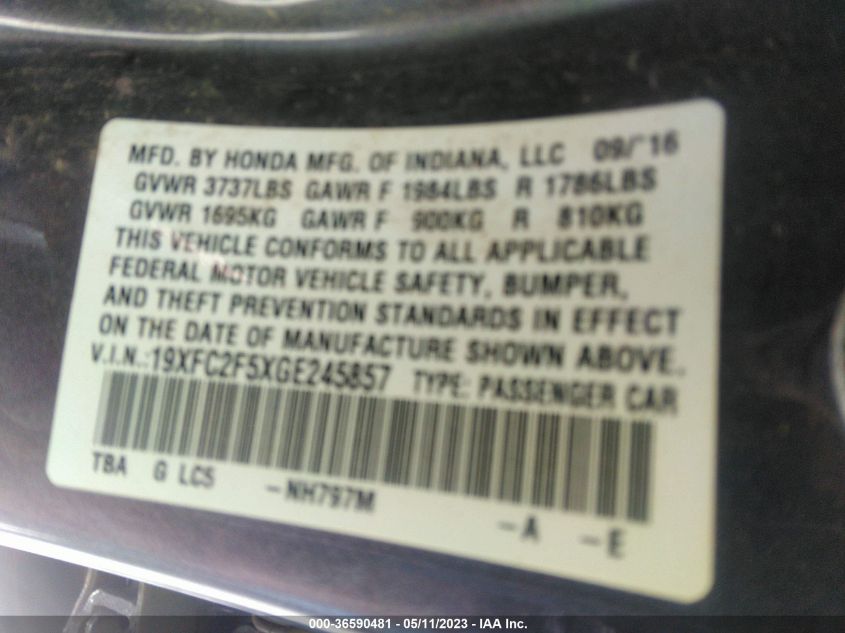 MFD. BY HONDA MFG. OF INDIANA, LLC 09/'16
GVWR 3737LBS GAWR F 1984LBS R 1786LBS
GVWR 1695KG GAWR F 900KG R 810KG
THIS VEHICLE CONFORMS TO ALL APPLICABLE
FEDERAL MOTOR VEHICLE SAFETY, BUMPER,
AND THEFT PREVENTION STANDARDS IN EFFECT
ON THE DATE OF MANUFACTURE SHOWN ABOVE.
V.I.N.:19XFC2F5XGE245857 TYPE: PASSENGER CAR
TBA G LC5 -NH797M -A -E
000-36590481 - 05/11/2023 - IAA Inc.